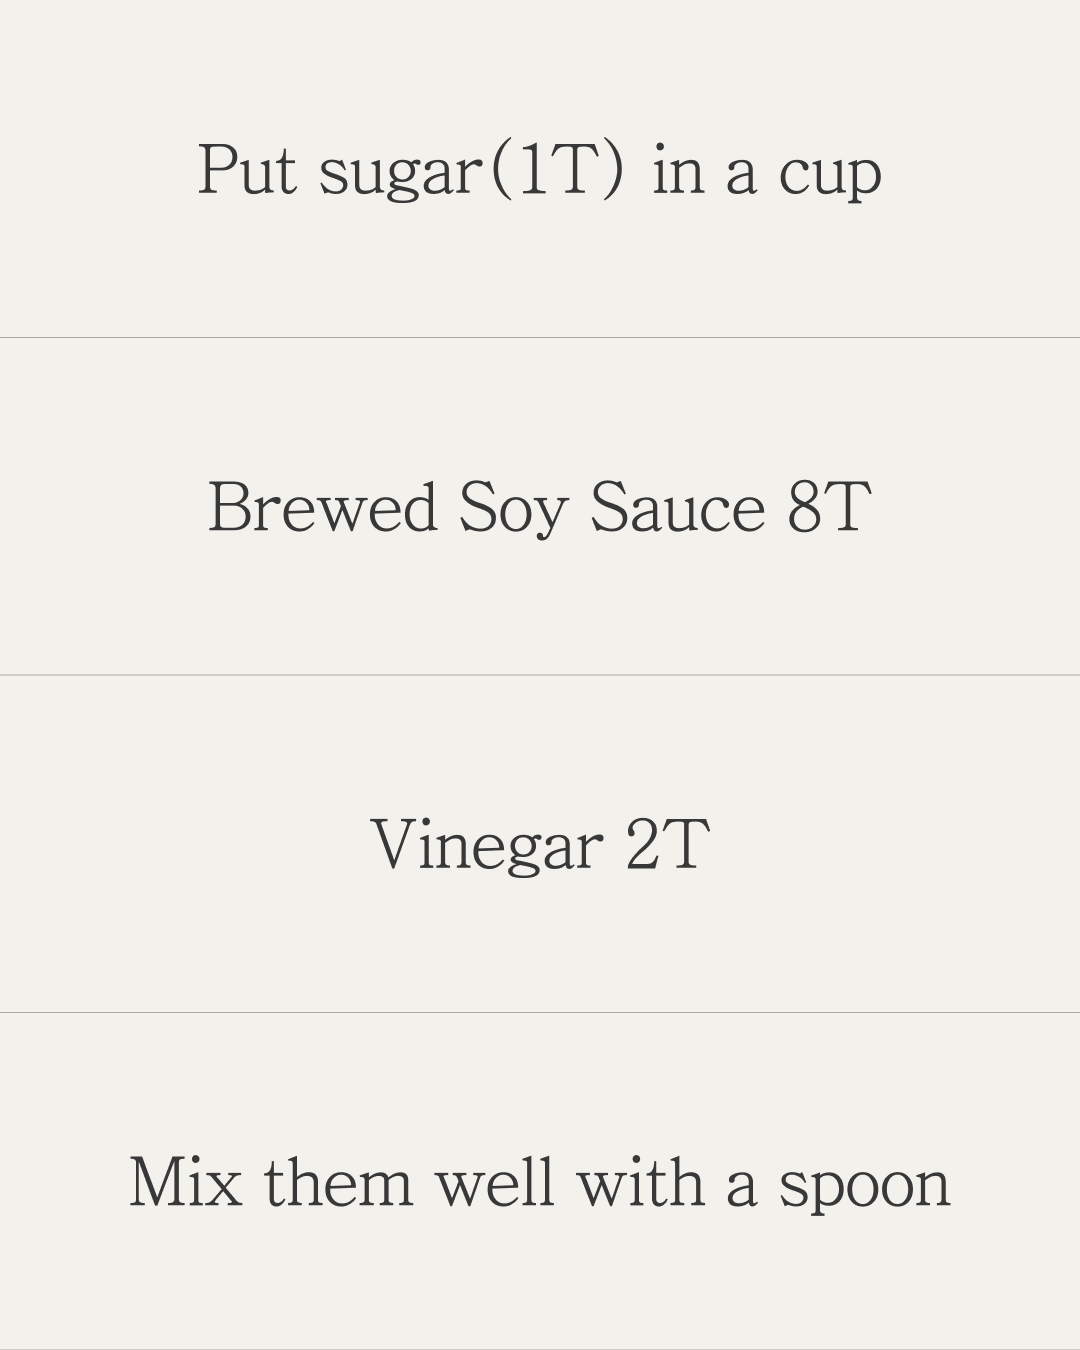 Put sugar(1T) in a cup
Brewed Soy Sauce 8T
Vinegar 2T
Mix them well with a spoon